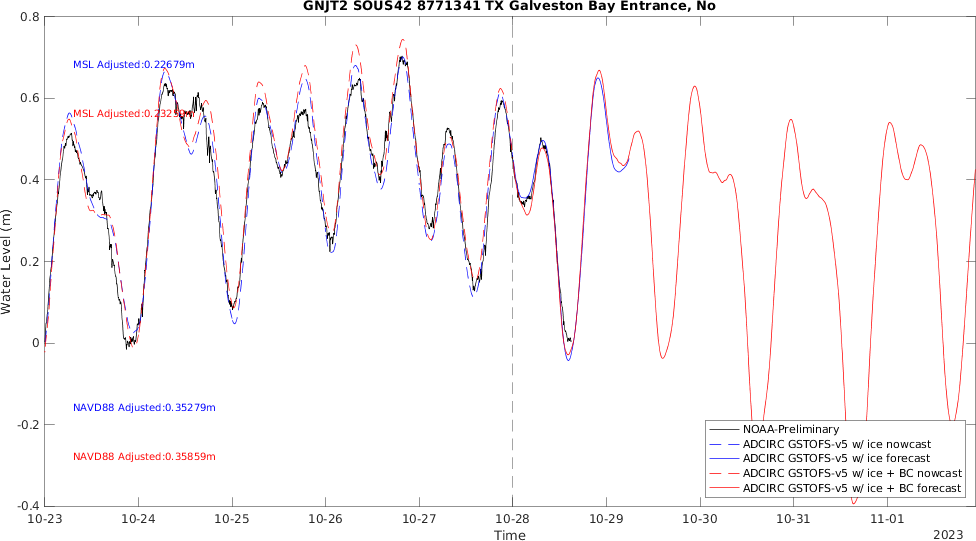 GNJT2 SOUS42 8771341 TX Galveston Bay Entrance, No
0.8
0.6
0.4
0.2
0
-0.2
-0.4
Water Level (m)
MSL Adjusted:0.22679m
MSL Adjusted:
NAVD88 Adjusted:0.35279m
NAVD88 Adjusted:0.35859m
NOAA-Preliminary
ADCIRC GSTOFS-v5 w/ ice nowcast
ADCIRC GSTOFS-v5 w/ ice forecast
ADCIRC GSTOFS-v5 w/ ice + BC nowcast
ADCIRC GSTOFS-v5 w/ ice + BC forecast
10-23 10-24 10-25 10-26 10-27 10-28 10-29 10-30 10-31 11-01
Time
2023